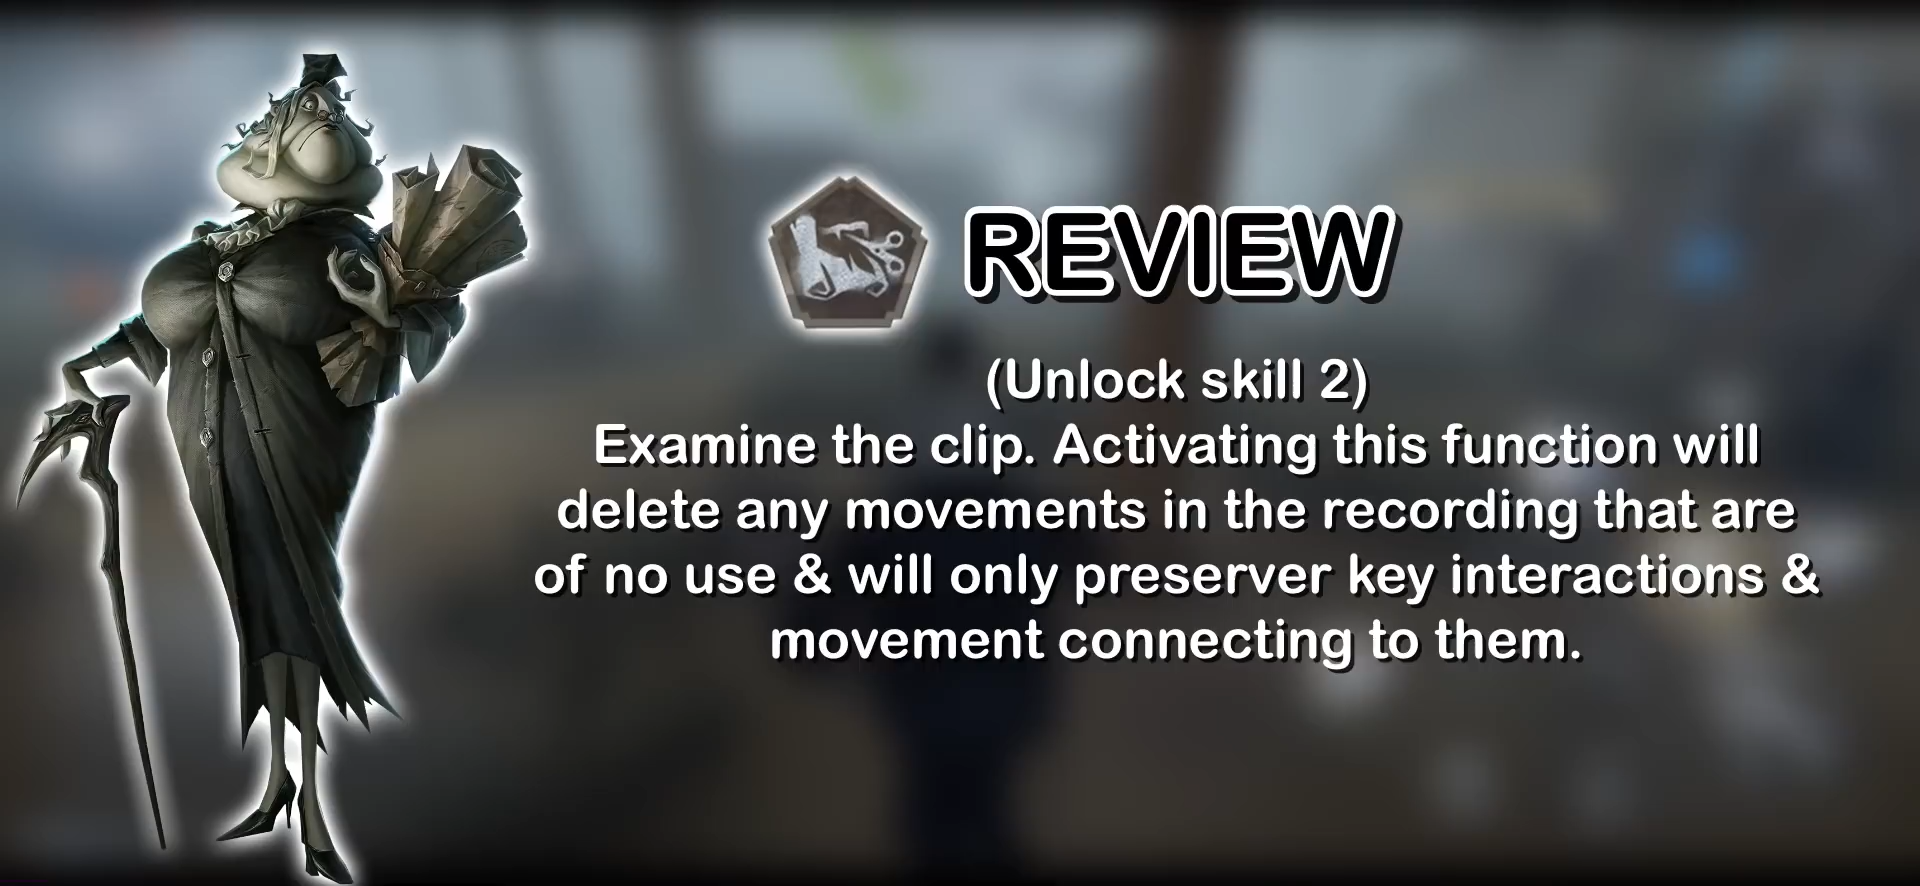 REVIEW
(Unlock skill 2)
Examine the clip. Activating this function will
delete any movements in the recording that are
of no use & will only preserver key interactions &
movement connecting to them.